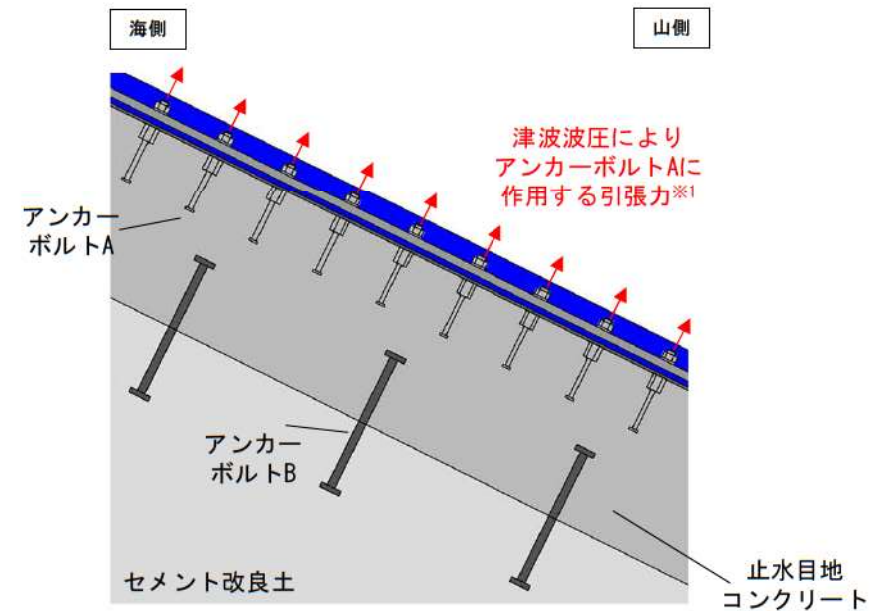 海側
山側
津波波圧により
アンカーボルトAに
作用する引張力※1
アンカー
ボルトA
アンカー
ボルトB
セメント改良土
止水目地
コンクリート